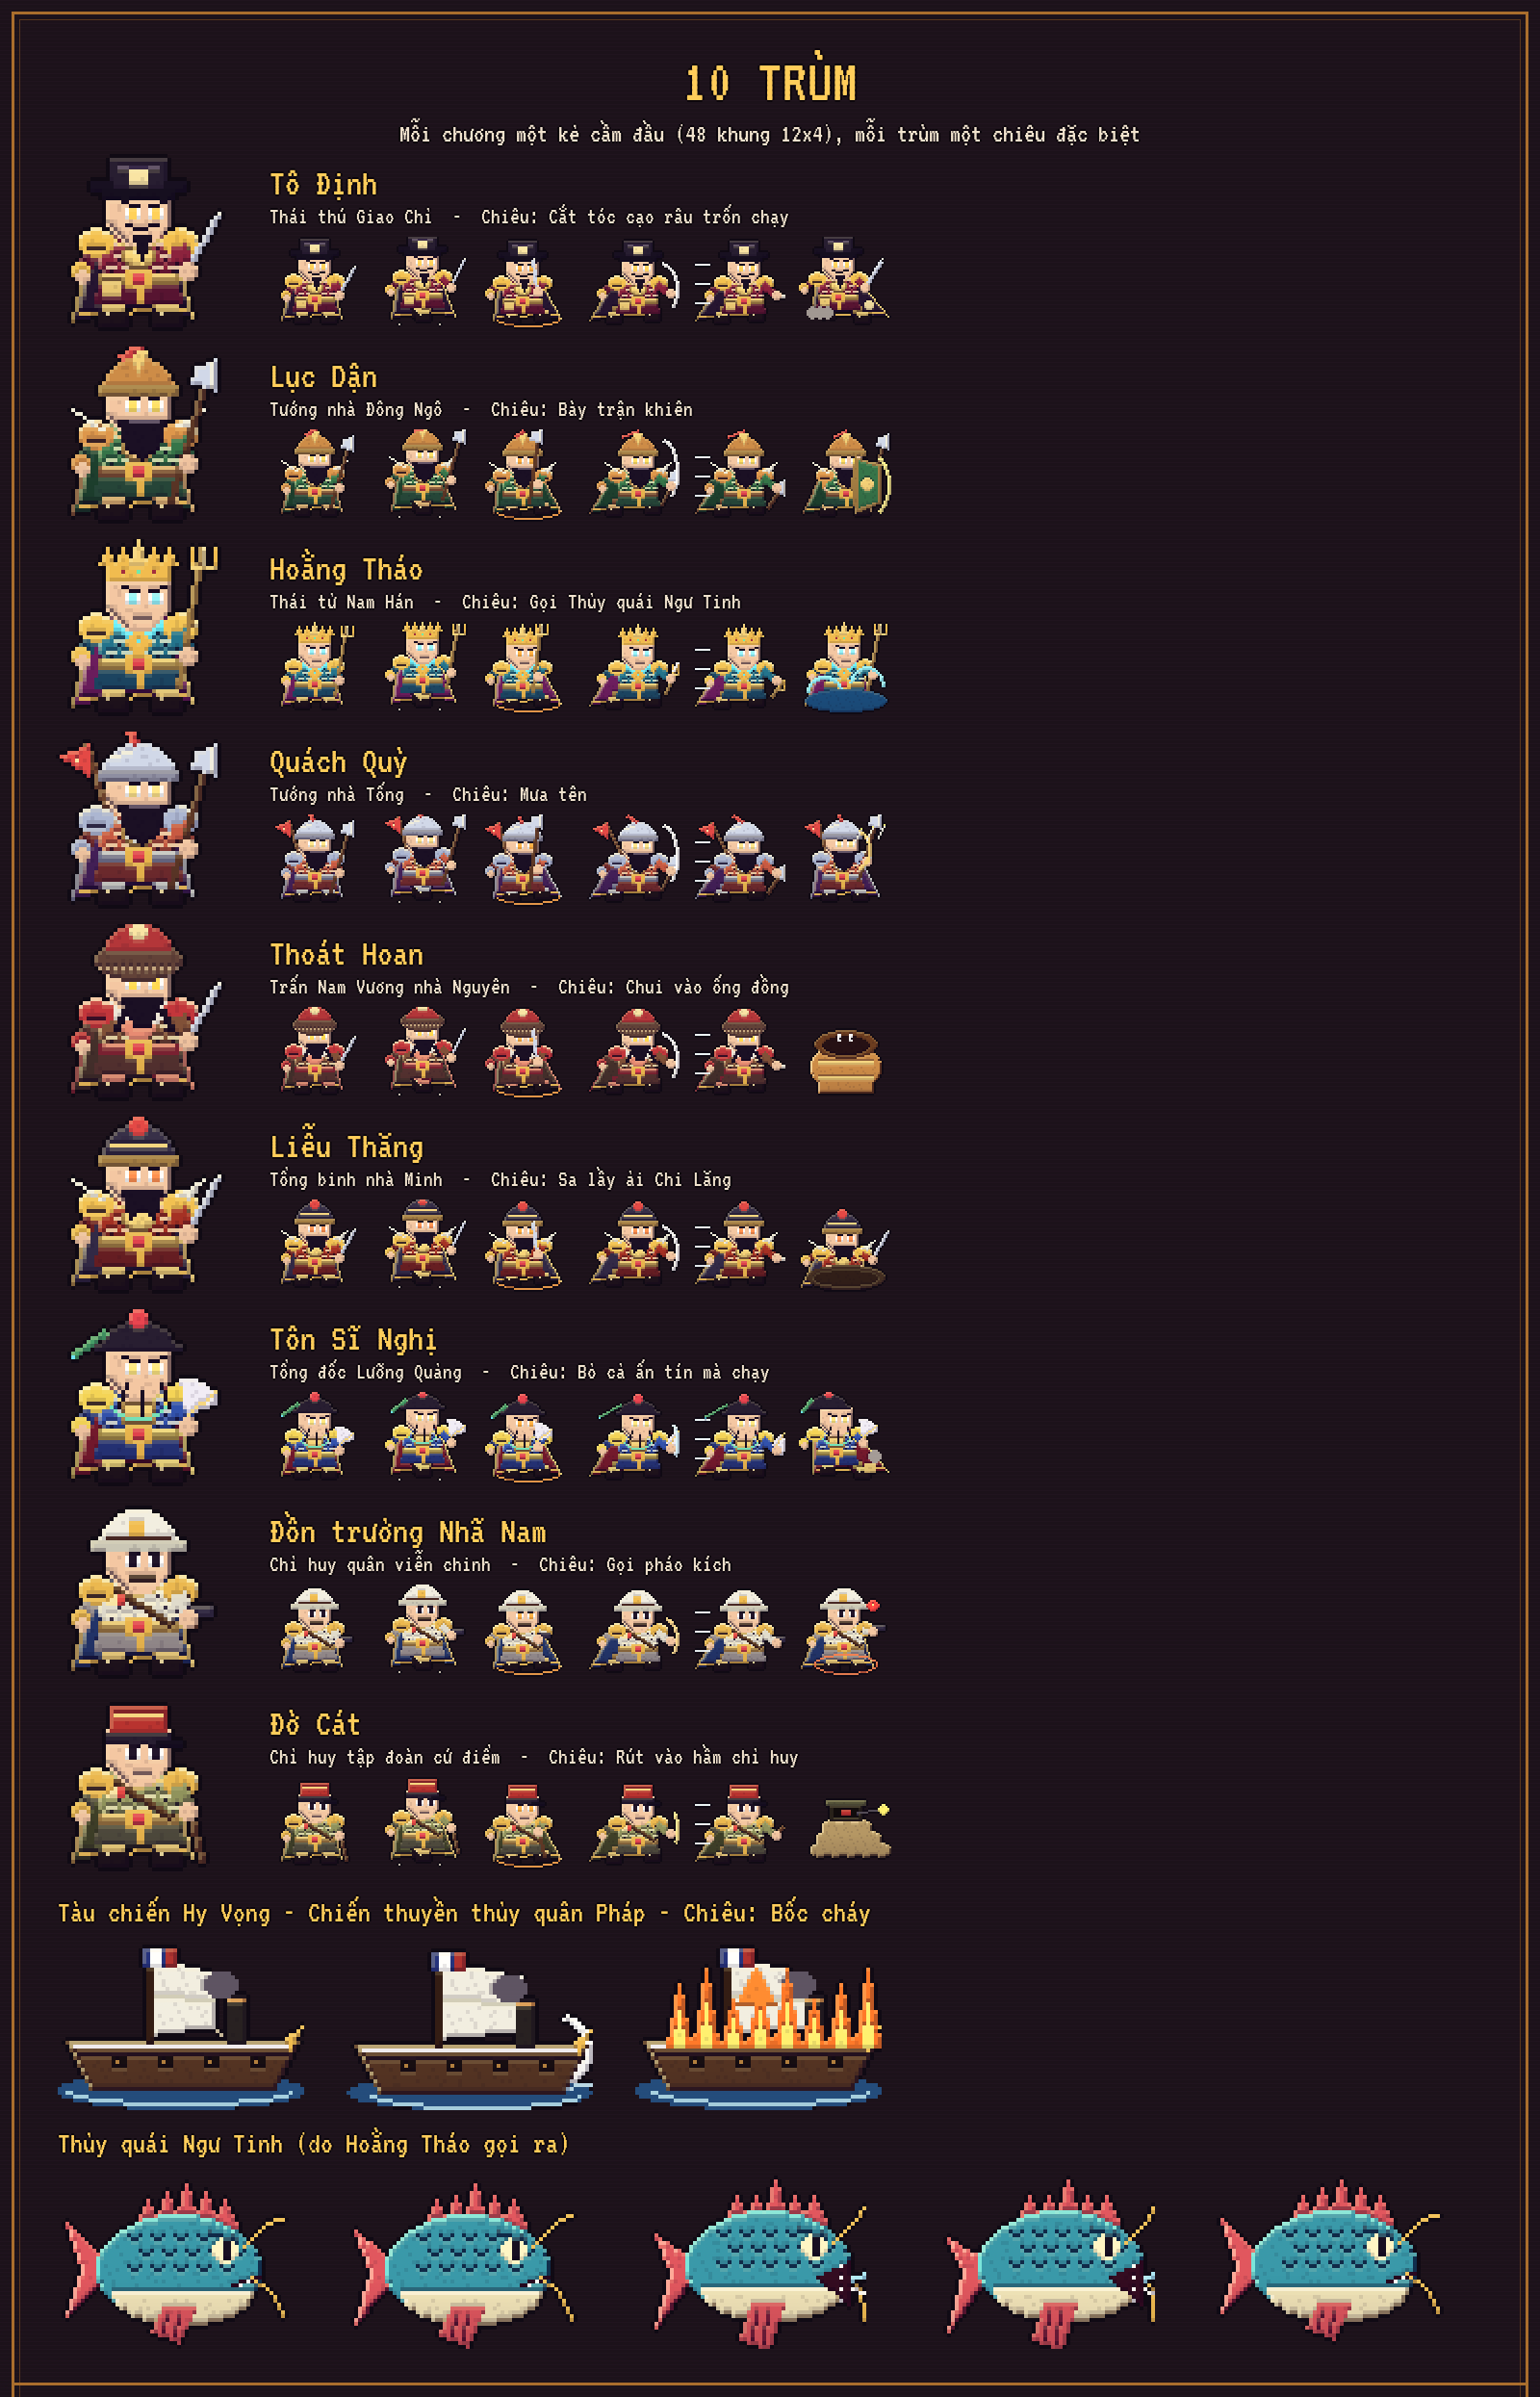 10 TRÙM
Mỗi chương một kẻ cầm đầu (48 khung 12x4), mỗi trùm một chiêu đặc biệt
Tô Định
Thái thú Giao Chỉ - Chiêu: Cắt tóc cạo râu trốn chạy
Lục Dận
Tướng nhà Đông Ngô - Chiêu: Bày trận khiên
Hoằng Tháo
Thái tử Nam Hán - Chiêu: Gọi Thủy quái Ngư Tinh
Quách Quỳ
Tướng nhà Tống - Chiêu: Mưa tên
Thoát Hoan
Trấn Nam Vương nhà Nguyên - Chiêu: Chui vào ống đồng
Liễu Thăng
Tổng binh nhà Minh - Chiêu: Sa lầy ải Chi Lăng
Tôn Sĩ Nghị
Tổng đốc Lưỡng Quảng - Chiêu: Bỏ cả ấn tín mà chạy
Đồn trưởng Nhã Nam
Chỉ huy quân viễn chinh - Chiêu: Gọi pháo kích
Đờ Cát
Chỉ huy tập đoàn cứ điểm - Chiêu: Rút vào hầm chỉ huy
Tàu chiến Hy Vọng - Chiến thuyền thủy quân Pháp - Chiêu: Bốc cháy
Thủy quái Ngư Tinh (do Hoằng Tháo gọi ra)